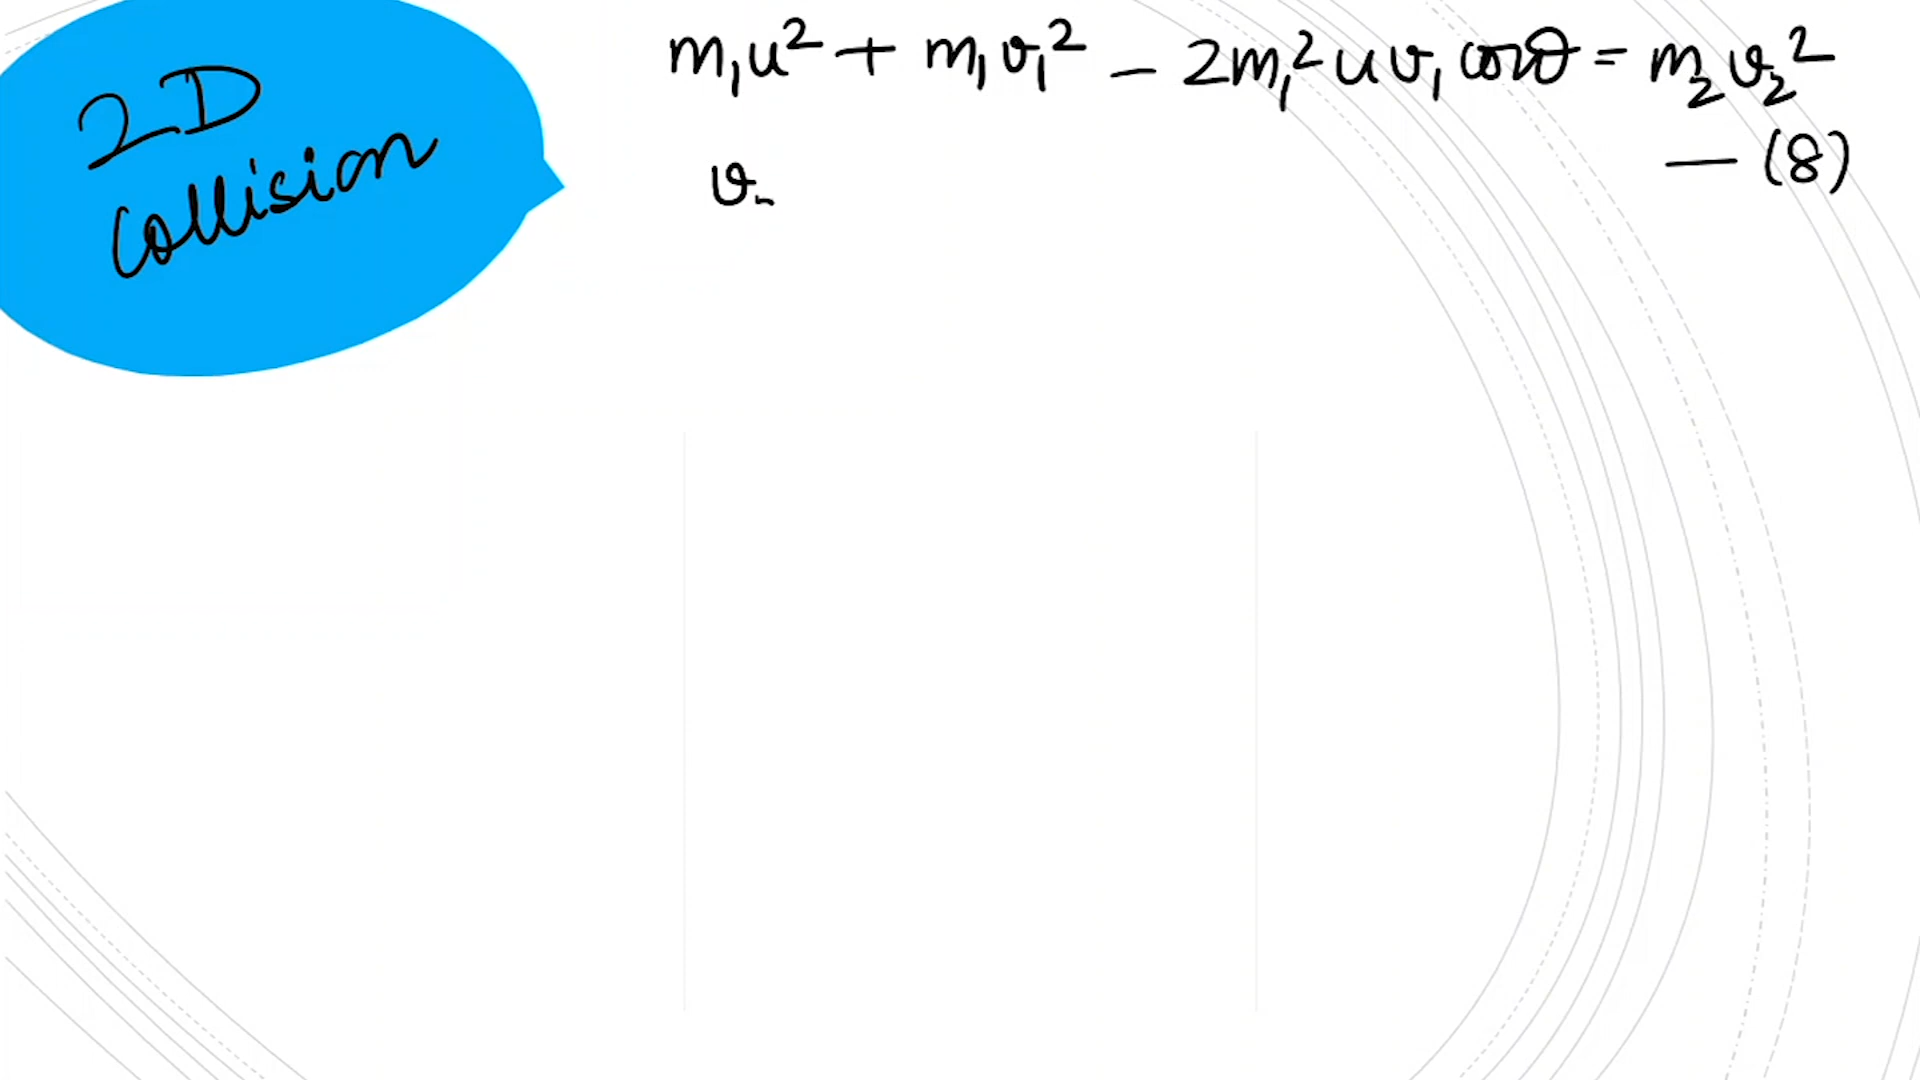 2D
Collision
m₁u² + m₁v₁² – 2m₁²uv₁cosθ = m₂v₂²
— (8)
v